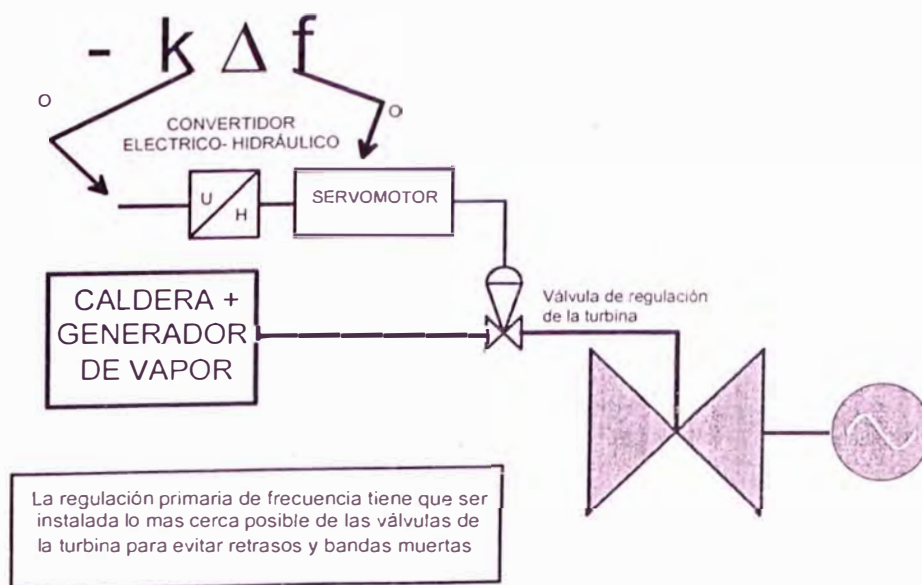 - k Δ f
O
O
CONVERTIDOR
ELECTRICO- HIDRÁULICO
U
H
SERVOMOTOR
CALDERA +
GENERADOR
DE VAPOR
Válvula de regulación
de la turbina
La regulación primaria de frecuencia tiene que ser
instalada lo mas cerca posible de las válvulas de
la turbina para evitar retrasos y bandas muertas